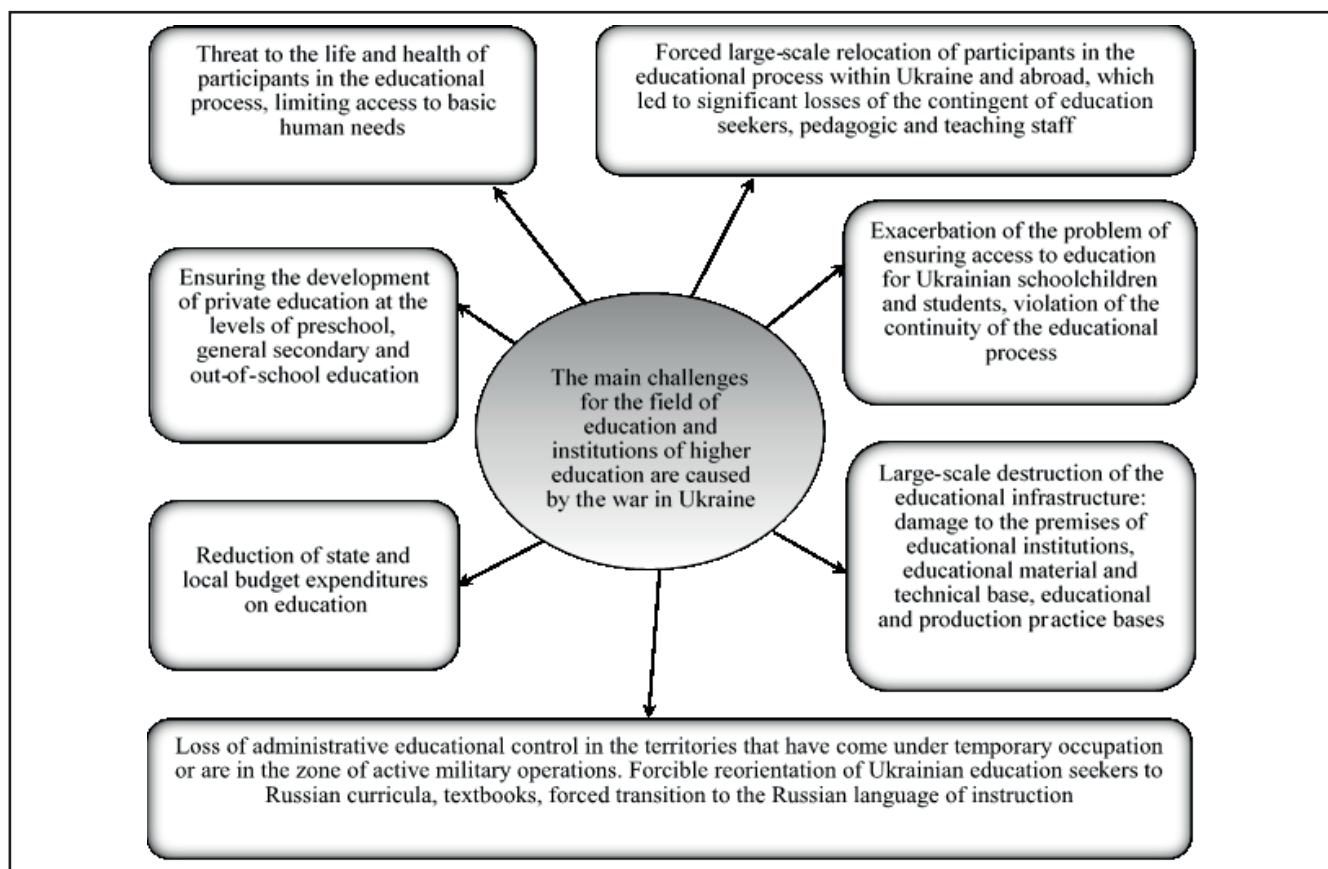 Threat to the life and health of
participants in the educational
process, limiting access to basic
human needs
Forced large-scale relocation of participants in the
educational process within Ukraine and abroad, which
led to significant losses of the contingent of education
seekers, pedagogic and teaching staff
Ensuring the development
of private education at the
levels of preschool,
general secondary and
out-of-school education
Exacerbation of the problem of
ensuring access to education
for Ukrainian schoolchildren
and students, violation of the
continuity of the educational
process
The main challenges
for the field of
education and
institutions of higher
education are caused
by the war in Ukraine
Reduction of state and
local budget expenditures
on education
Large-scale destruction of the
educational infrastructure:
damage to the premises of
educational institutions,
educational material and
technical base, educational
and production practice bases
Loss of administrative educational control in the territories that have come under temporary occupation
or are in the zone of active military operations. Forcible reorientation of Ukrainian education seekers to
Russian curricula, textbooks, forced transition to the Russian language of instruction